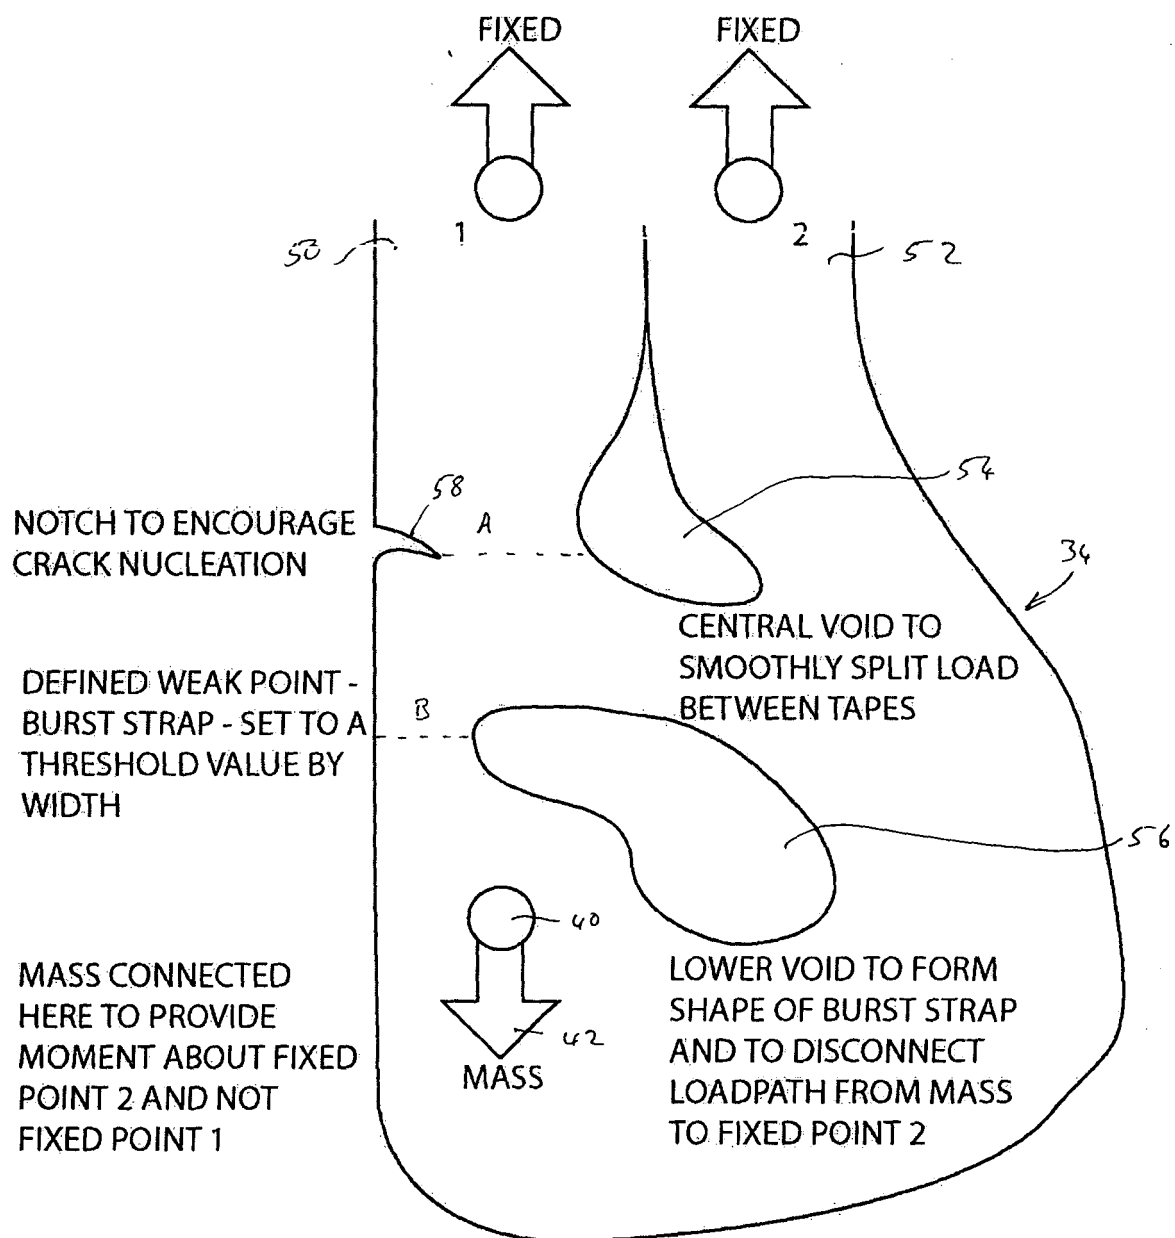 FIXED FIXED
1 2
50 52
58 A 54
NOTCH TO ENCOURAGE
CRACK NUCLEATION
34
CENTRAL VOID TO
SMOOTHLY SPLIT LOAD
BETWEEN TAPES
DEFINED WEAK POINT -
BURST STRAP - SET TO A
THRESHOLD VALUE BY
WIDTH
B
56
40
42
MASS
MASS CONNECTED
HERE TO PROVIDE
MOMENT ABOUT FIXED
POINT 2 AND NOT
FIXED POINT 1
LOWER VOID TO FORM
SHAPE OF BURST STRAP
AND TO DISCONNECT
LOADPATH FROM MASS
TO FIXED POINT 2